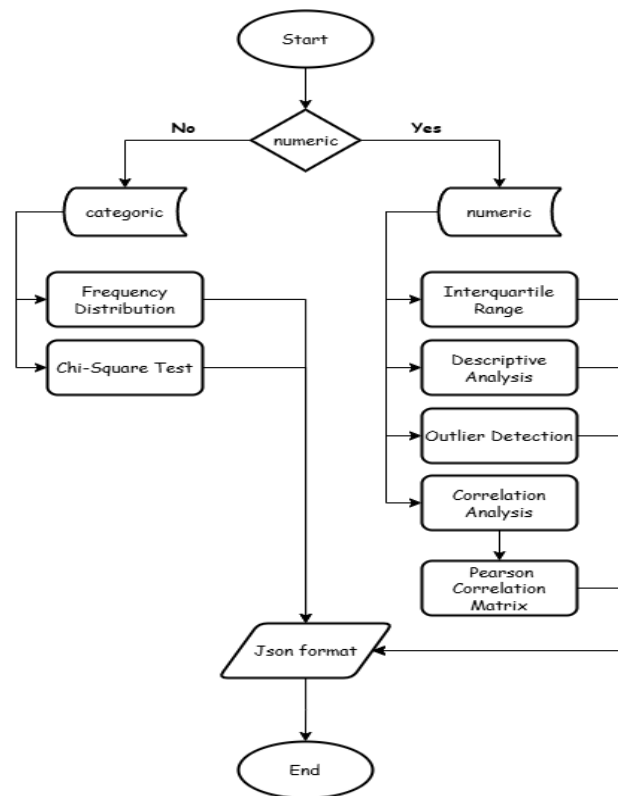 Start
numeric
No
Yes
categoric
numeric
Frequency
Distribution
Chi-Square Test
Interquartile
Range
Descriptive
Analysis
Outlier Detection
Correlation
Analysis
Pearson
Correlation
Matrix
Json format
End